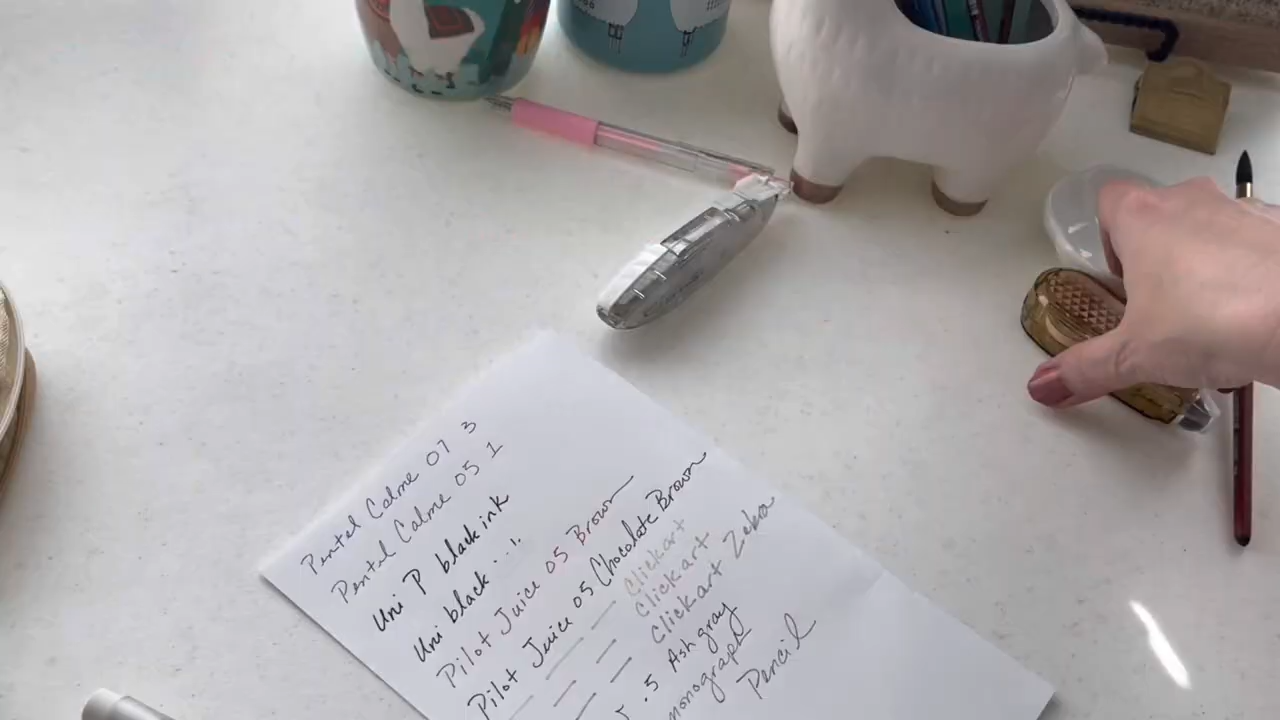 Pentel Calme 07 3
Pentel Calme 05 1
Uni P black ink
Uni black
Pilot Juice 05 Brown
Pilot Juice 05 Chocolate Brown
Clickart
Clickart
Clickart Zebra
.5 Ash gray
monograph
Pencil